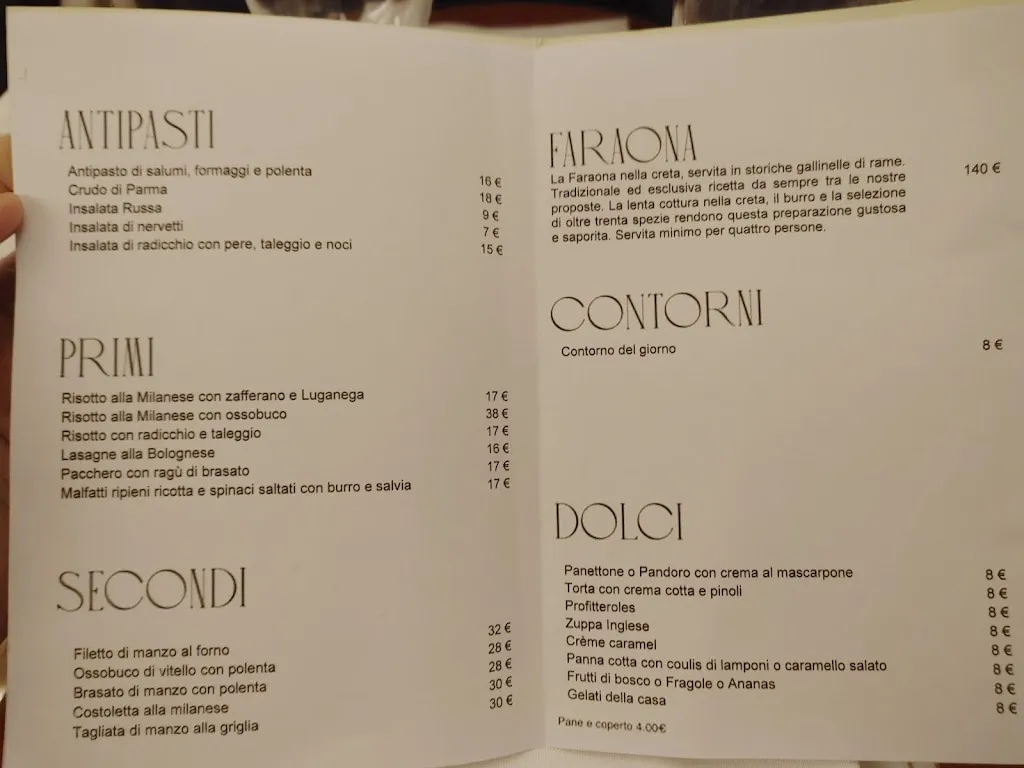 ANTIPASTI
Antipasto di salumi, formaggi e polenta 16 €
Crudo di Parma 18 €
Insalata Russa 9 €
Insalata di nervetti 7 €
Insalata di radicchio con pere, taleggio e noci 15 €
PRIMI
Risotto alla Milanese con zafferano e Luganega 17 €
Risotto alla Milanese con ossobuco 38 €
Risotto con radicchio e taleggio 17 €
Lasagne alla Bolognese 16 €
Pacchero con ragù di brasato 17 €
Malfatti ripieni ricotta e spinaci saltati con burro e salvia 17 €
SECONDI
Filetto di manzo al forno 32 €
Ossobuco di vitello con polenta 28 €
Brasato di manzo con polenta 28 €
Costoletta alla milanese 30 €
Tagliata di manzo alla griglia 30 €
FARAONA
La Faraona nella creta, servita in storiche gallinelle di rame. 140 €
Tradizionale ed esclusiva ricetta da sempre tra le nostre
proposte. La lenta cottura nella creta, il burro e la selezione
di oltre trenta spezie rendono questa preparazione gustosa
e saporita. Servita minimo per quattro persone.
CONTORNI
Contorno del giorno 8 €
DOLCI
Panettone o Pandoro con crema al mascarpone 8 €
Torta con crema cotta e pinoli 8 €
Profitteroles 8 €
Zuppa Inglese 8 €
Crème caramel 8 €
Panna cotta con coulis di lamponi o caramello salato 8 €
Frutti di bosco o Fragole o Ananas 8 €
Gelati della casa 8 €
Pane e coperto 4.00€